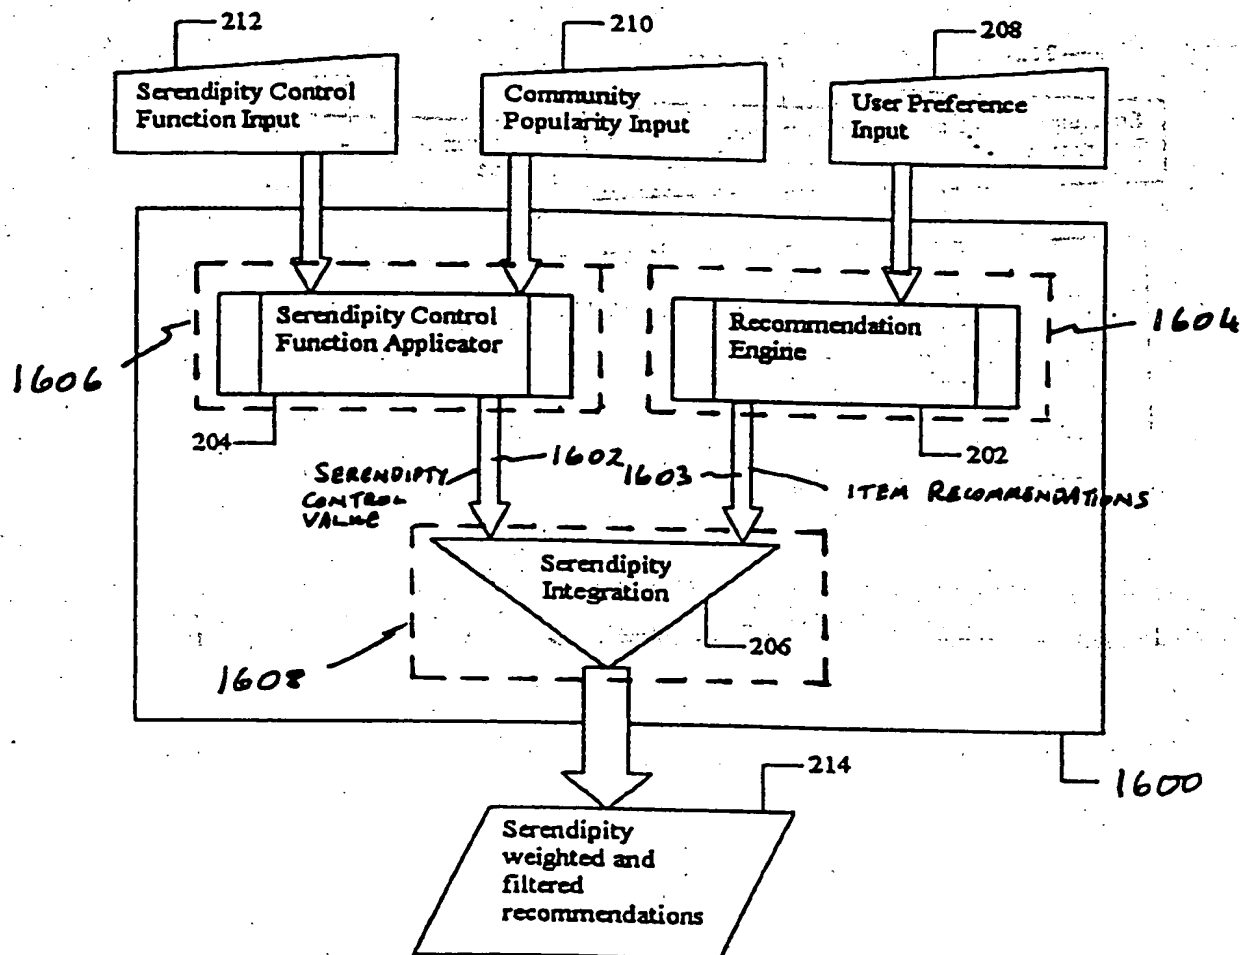 212
210
208
Serendipity Control
Function Input
Community
Popularity Input
User Preference
Input
Serendipity Control
Function Applicator
Recommendation
Engine
1604
1606
204
202
1602
1603
SERENDIPTY
CONTROL
VALUE
ITEM RECOMMENDATIONS
Serendipity
Integration
206
1608
214
1600
Serendipity
weighted and
filtered
recommendations